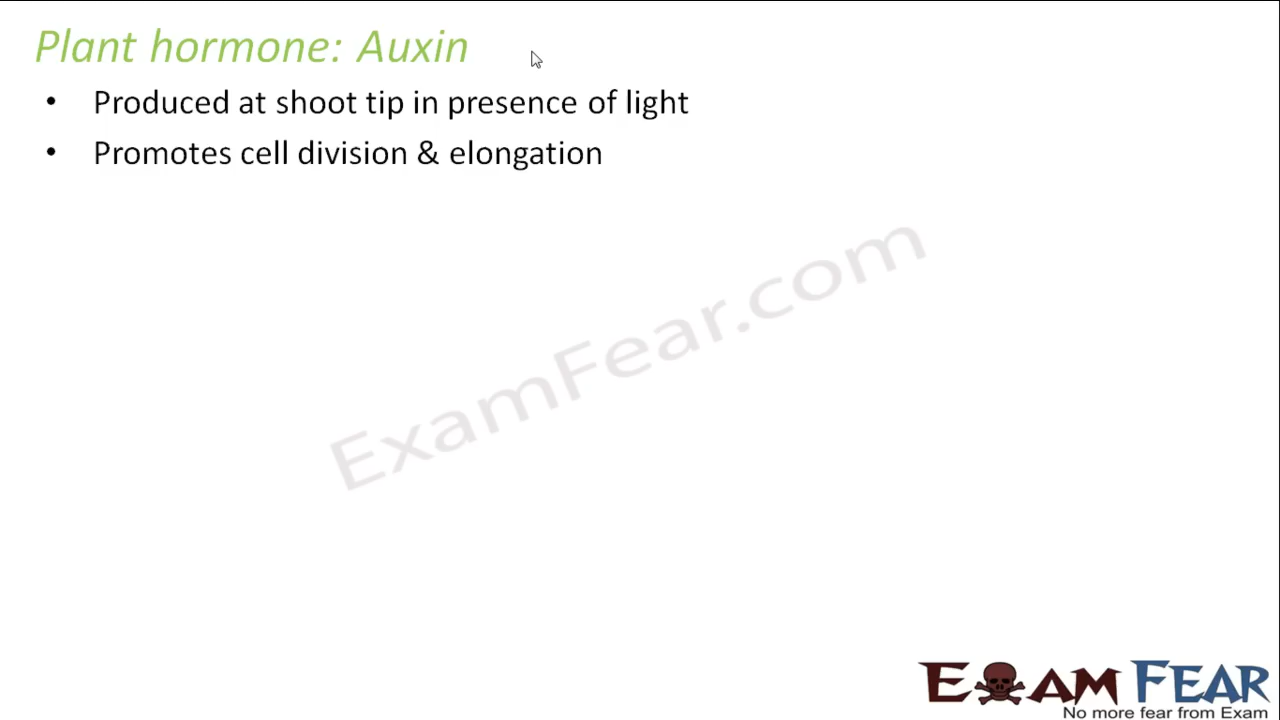 Plant hormone: Auxin
• Produced at shoot tip in presence of light
• Promotes cell division & elongation
ExamFear.com
EXAM FEAR
No more fear from Exam